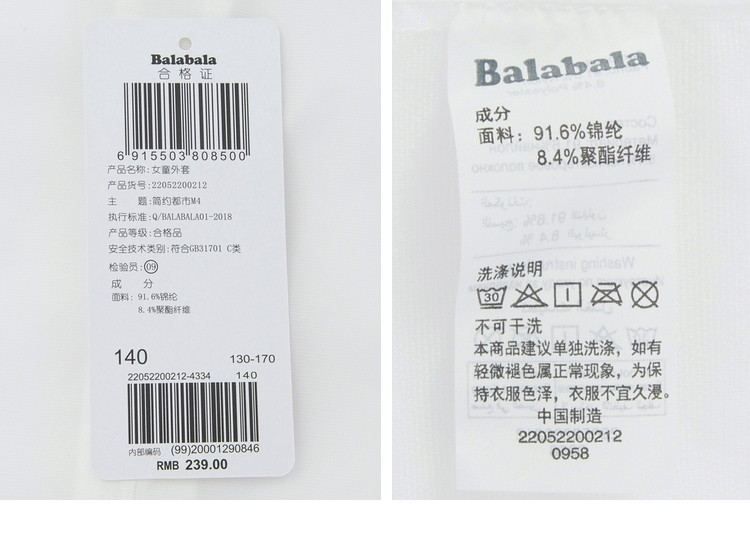 Balabala
合格证
6 915503 808500
产品名称:女童外套
产品货号:22052200212
主 题:简约都市M4
执行标准:Q/BALABALA01-2018
产品等级:合格品
安全技术类别:符合GB31701 C类
检验员:09
成 分
面料: 91.6%锦纶
8.4%聚酯纤维
140 130-170
22052200212-4334 140
内部编码 (99)20001290846
RMB 239.00
Balabala
成分
面料: 91.6%锦纶
8.4%聚酯纤维
洗涤说明
30
不可干洗
本商品建议单独洗涤，如有
轻微褪色属正常现象，为保
持衣服色泽，衣服不宜久浸。
中国制造
22052200212
0958